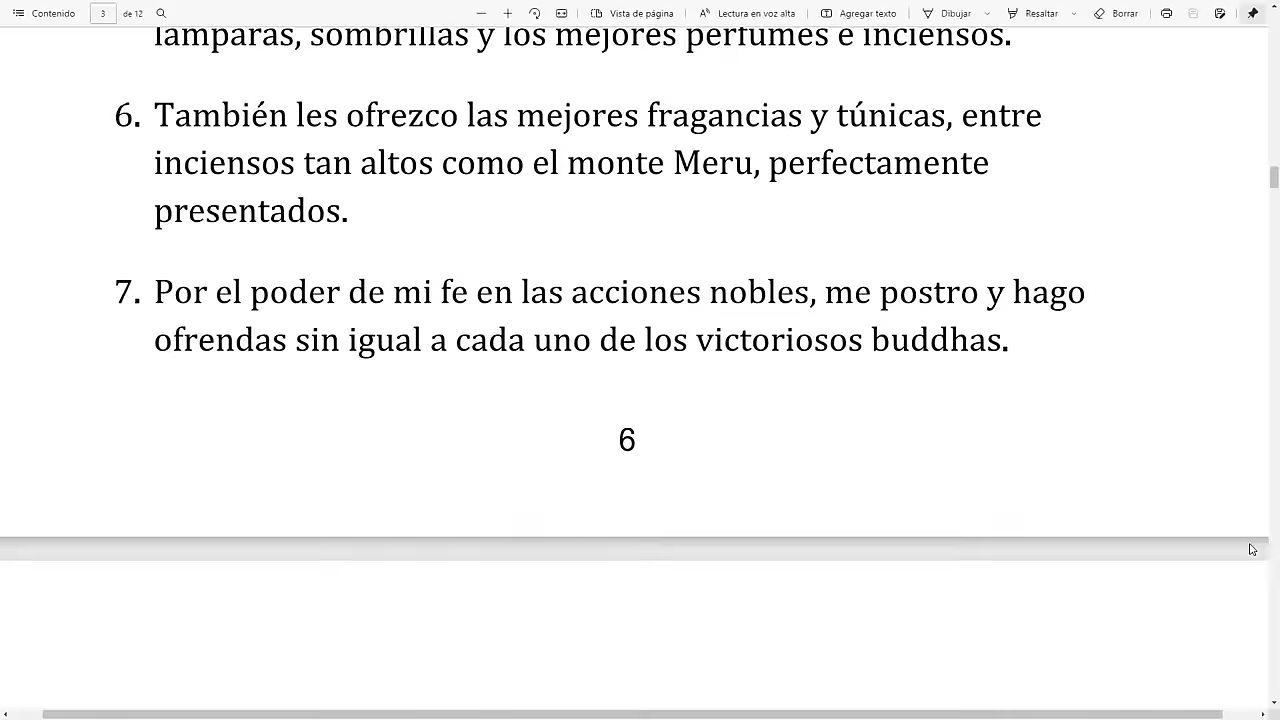 Contenido 3 de 12 Vista de página Lectura en voz alta Agregar texto Dibujar Resaltar Borrar
lámparas, sombrillas y los mejores perfumes e inciensos.
6. También les ofrezco las mejores fragancias y túnicas, entre
inciensos tan altos como el monte Meru, perfectamente
presentados.
7. Por el poder de mi fe en las acciones nobles, me postro y hago
ofrendas sin igual a cada uno de los victoriosos buddhas.
6